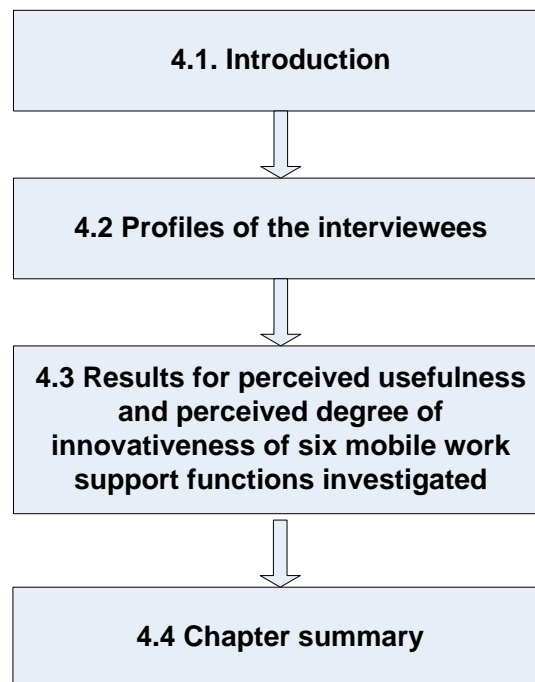 4.1. Introduction
4.2 Profiles of the interviewees
4.3 Results for perceived usefulness
and perceived degree of
innovativeness of six mobile work
support functions investigated
4.4 Chapter summary